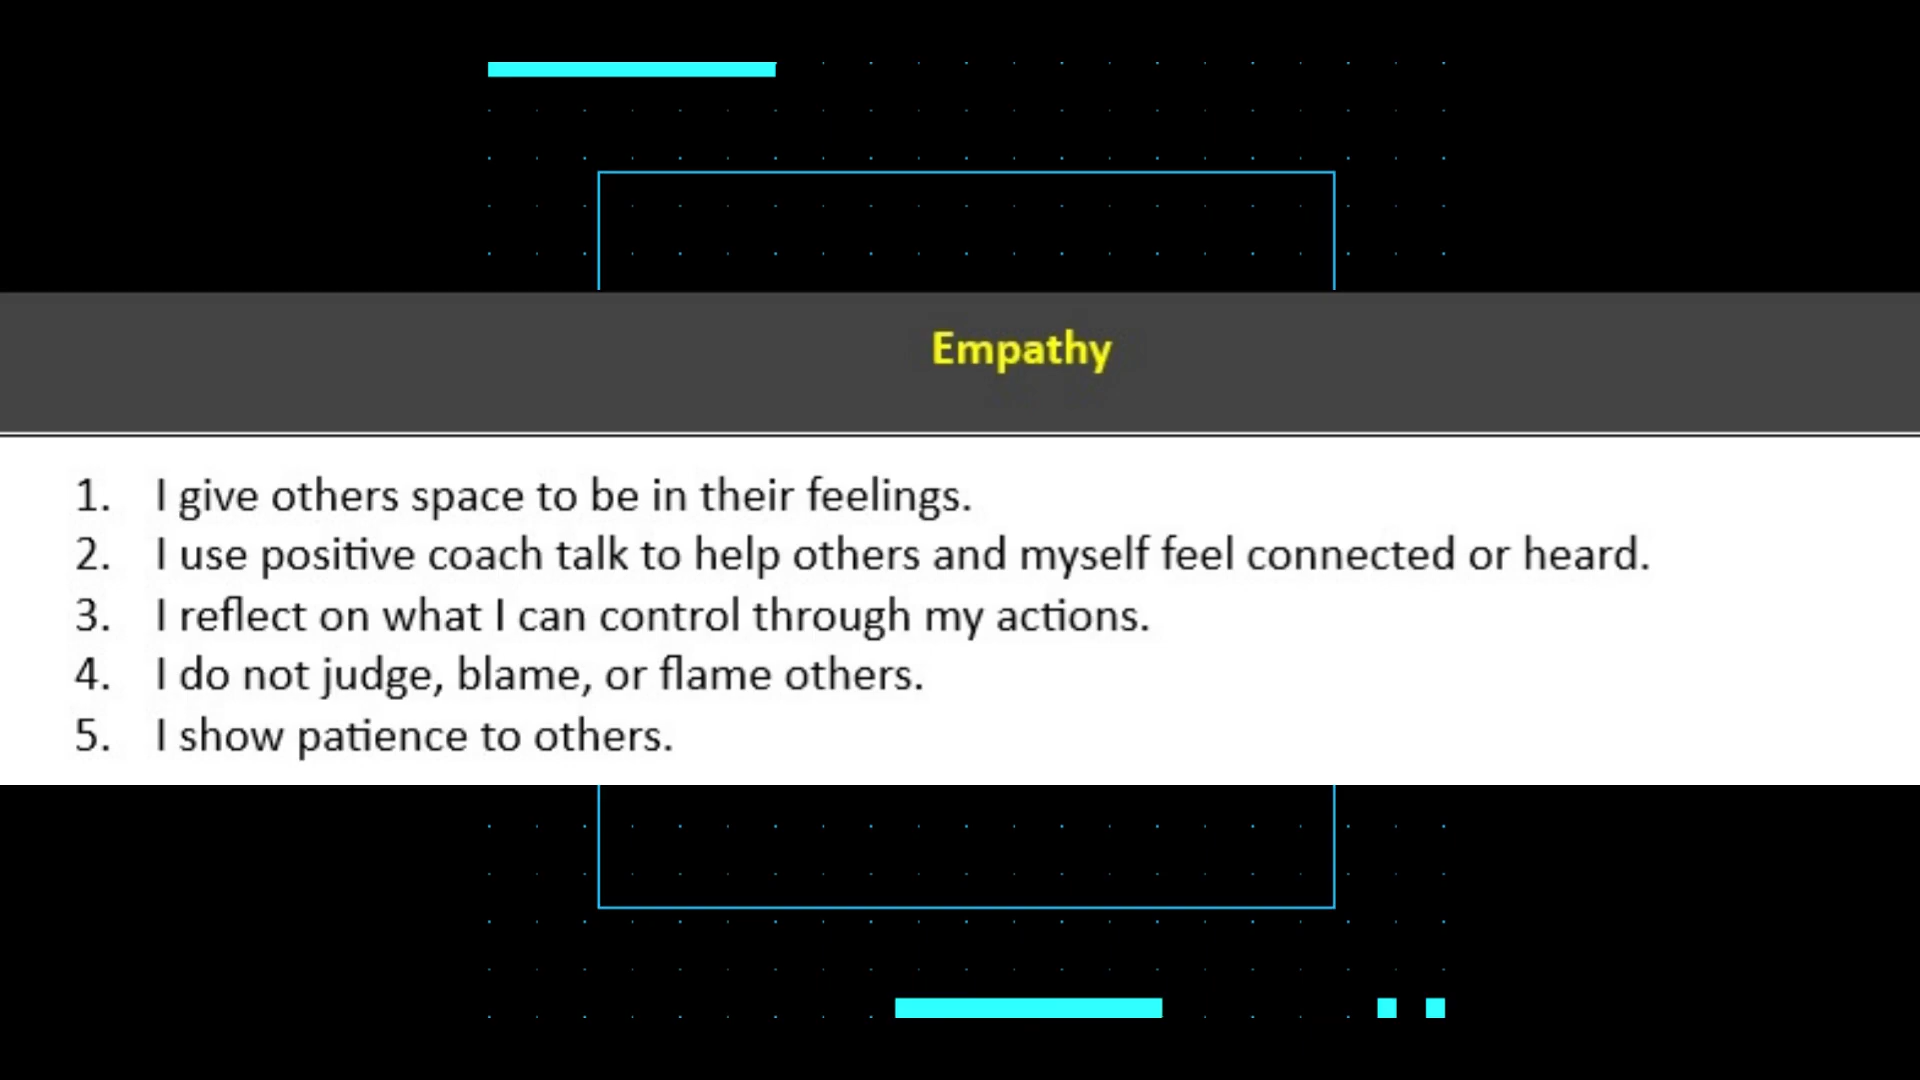 Empathy
1. I give others space to be in their feelings.
2. I use positive coach talk to help others and myself feel connected or heard.
3. I reflect on what I can control through my actions.
4. I do not judge, blame, or flame others.
5. I show patience to others.